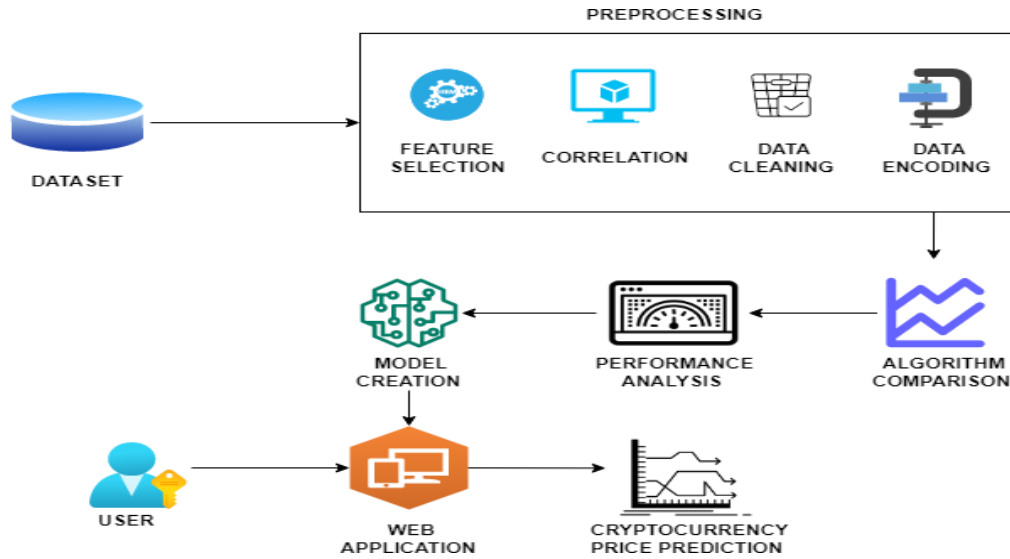 PREPROCESSING
FEATURE
SELECTION
CORRELATION
DATA
CLEANING
DATA
ENCODING
DATASET
MODEL
CREATION
PERFORMANCE
ANALYSIS
ALGORITHM
COMPARISON
USER
WEB
APPLICATION
CRYPTOCURRENCY
PRICE PREDICTION